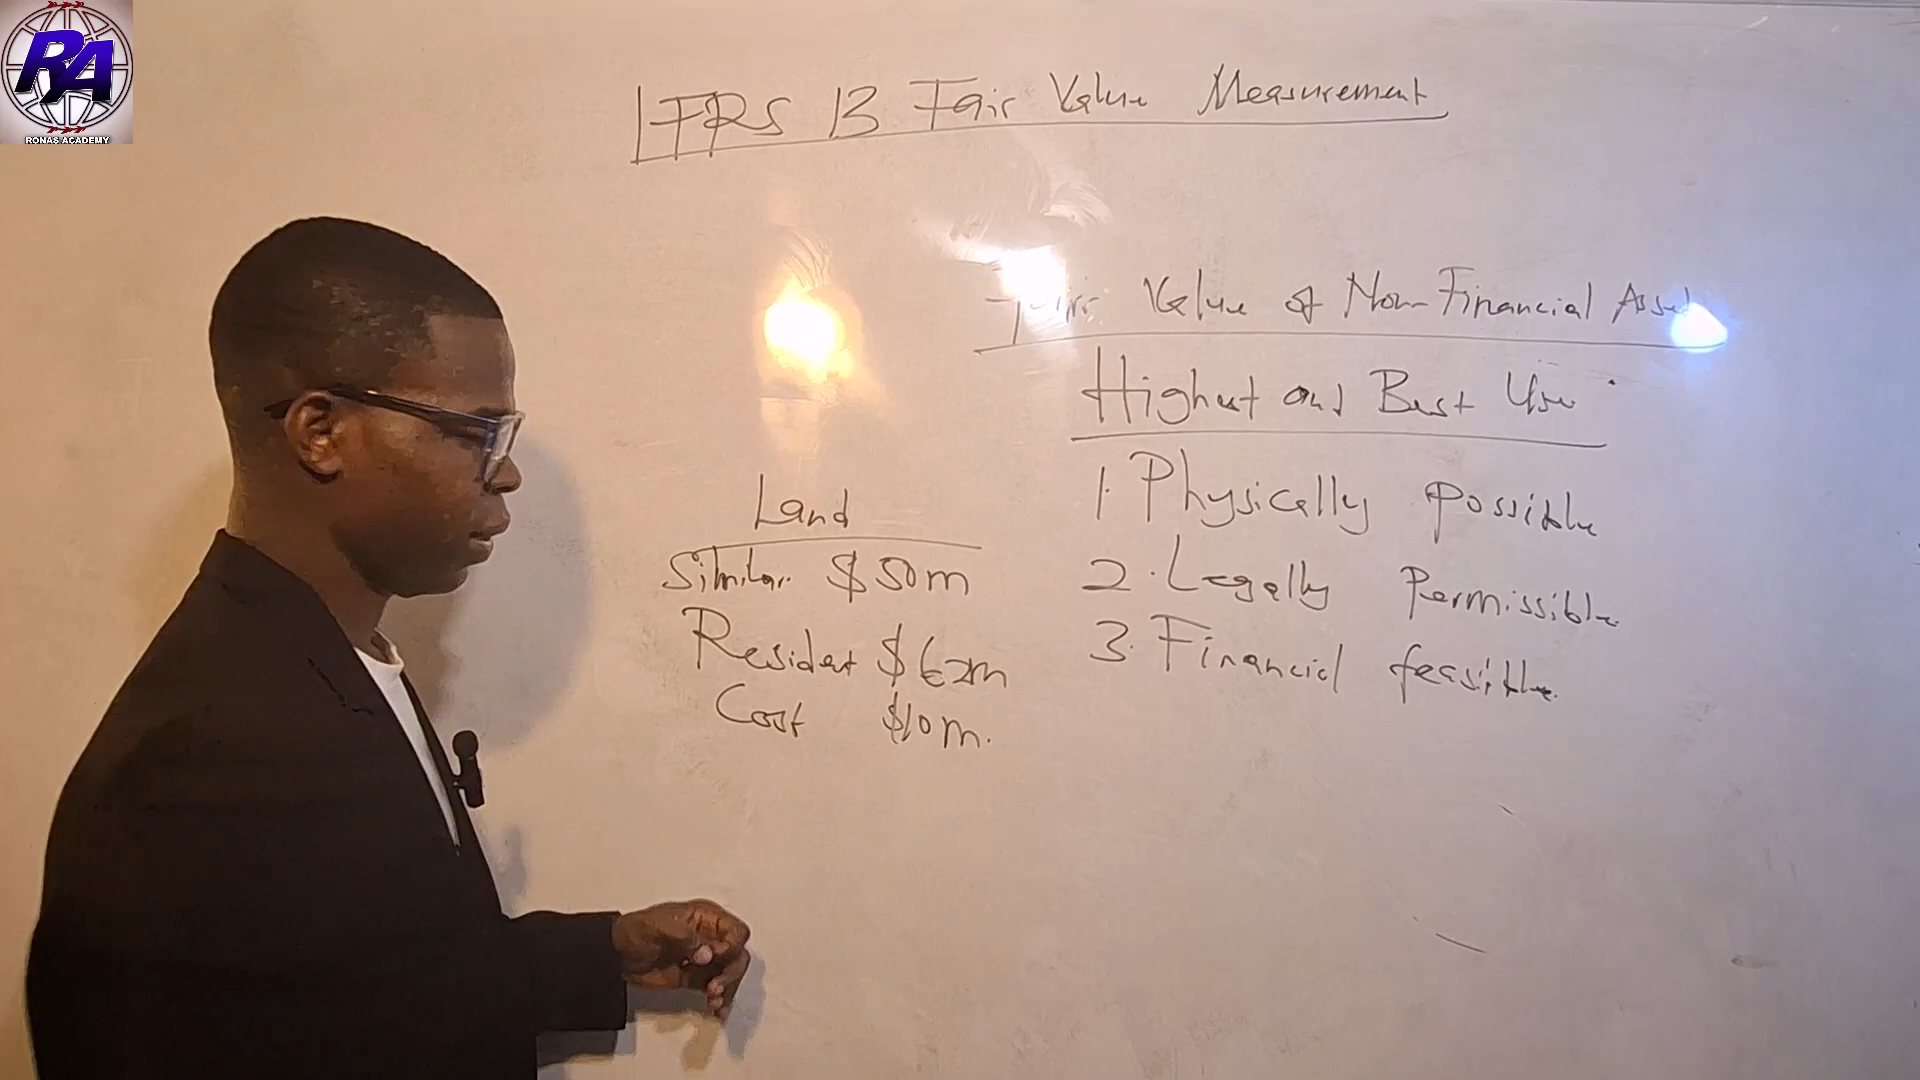 RA
RONAS ACADEMY
IFRS 13 Fair Value Measurement
Fair Value of Non-Financial Asset
Highest and Best Use
1. Physically possible
2. Legally Permissible
3. Financial feasible
Land
Similar $50m
Resident $62m
Cost $10m.